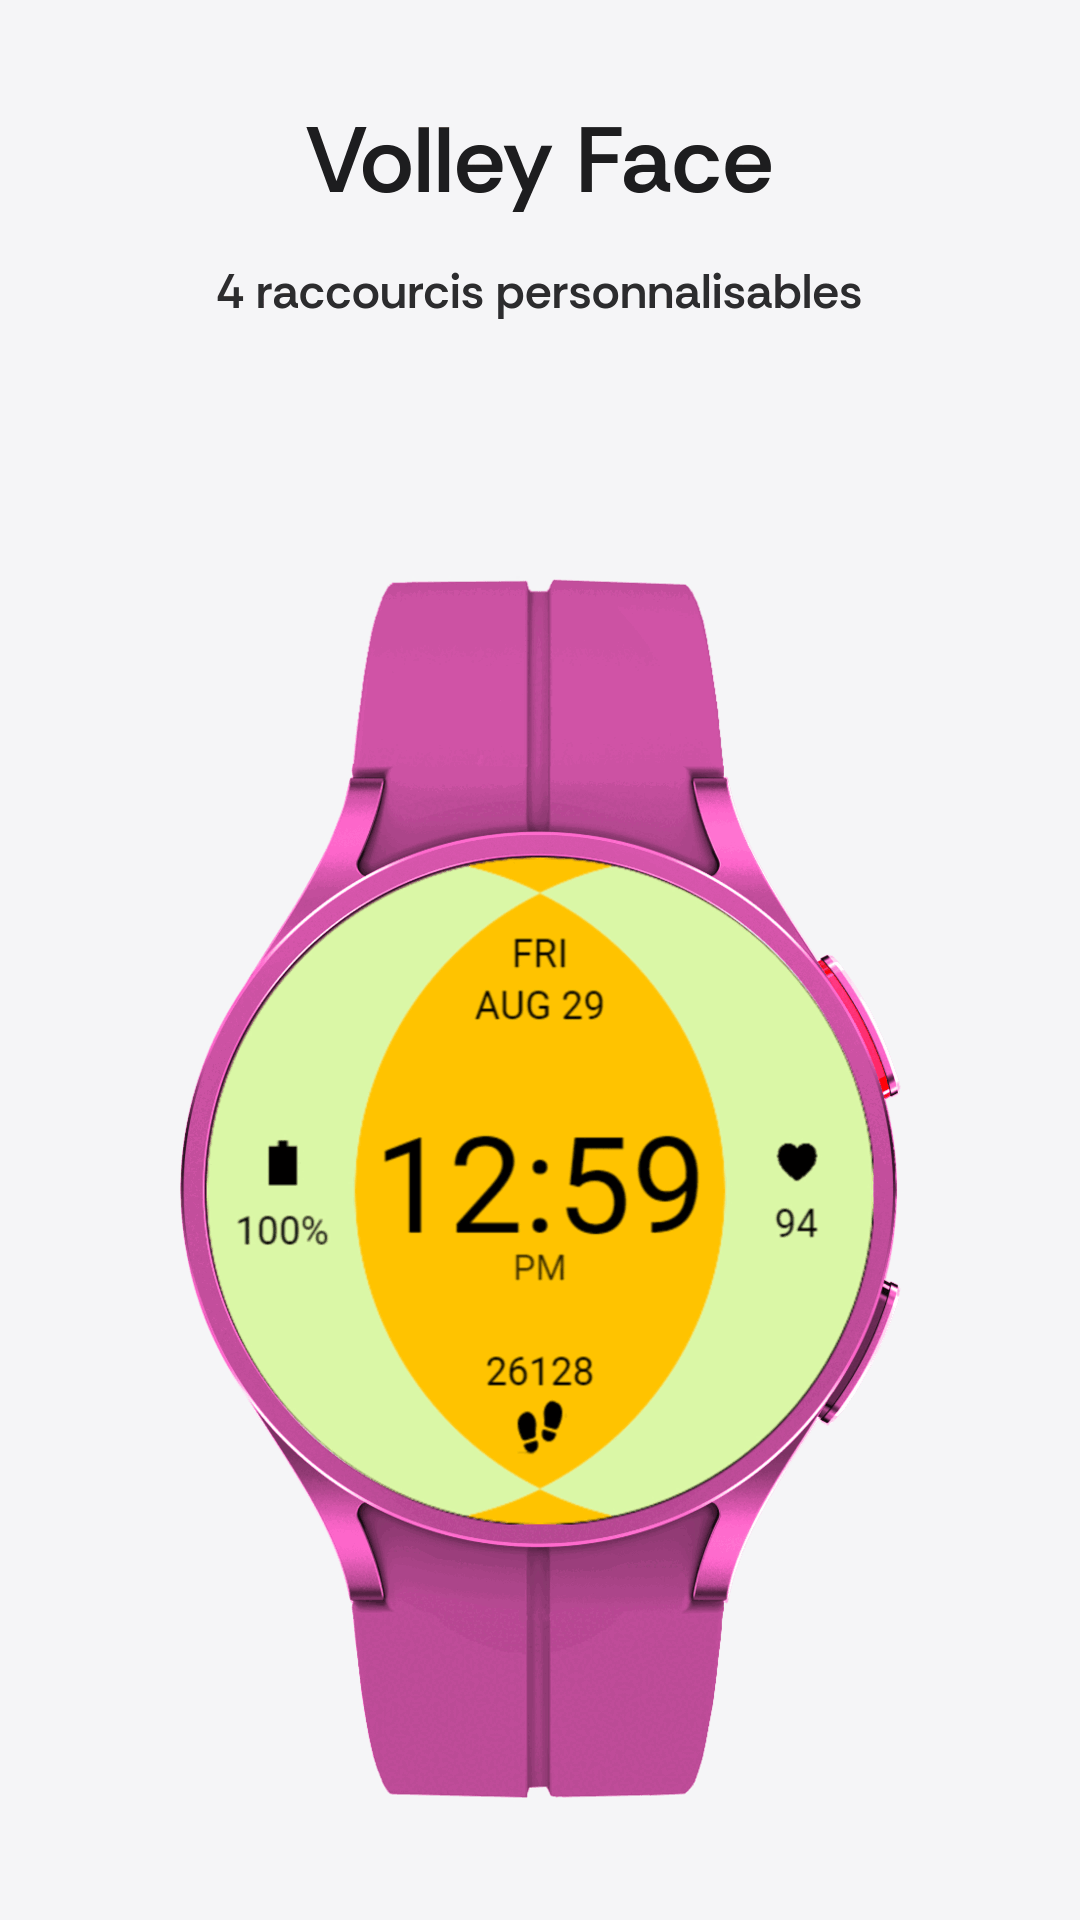 Volley Face
4 raccourcis personnalisables
FRI
AUG 29
12:59
PM
100%
94
26128